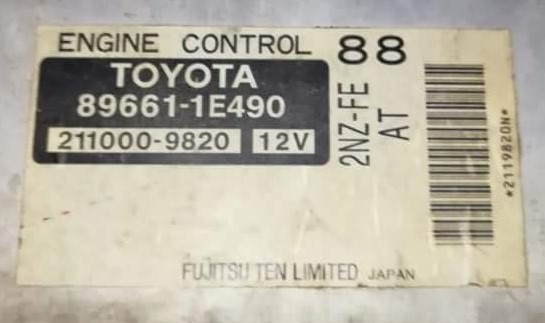 ENGINE CONTROL
88
TOYOTA
89661-1E490
211000-9820 12V
2NZ-FE
AT
*2119820N*
FUJITSU TEN LIMITED JAPAN